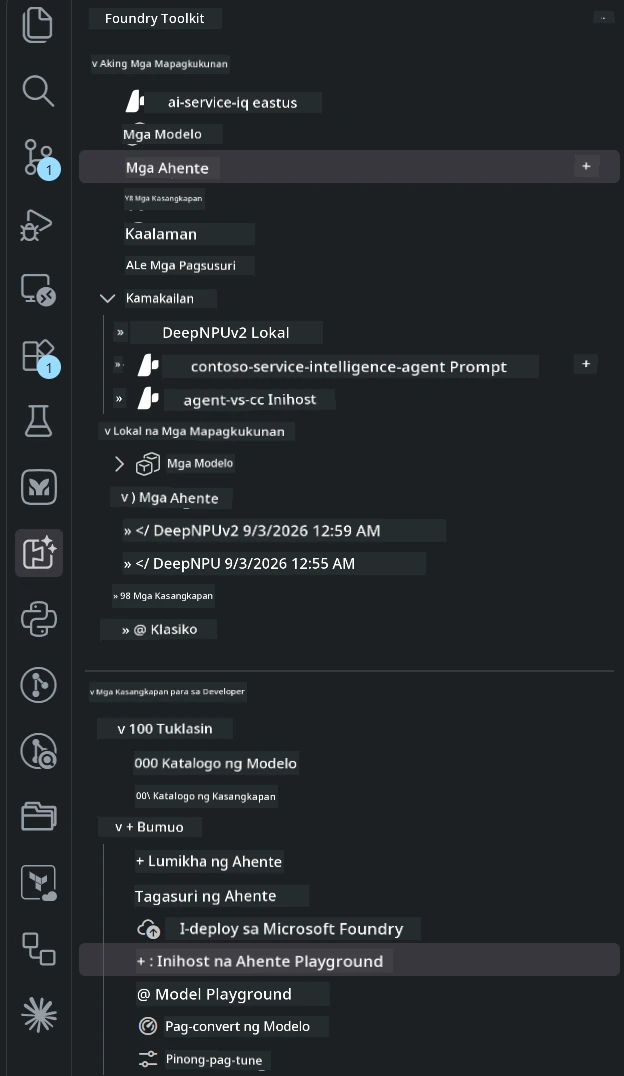 Foundry Toolkit
v Aking Mga Mapagkukunan
ai-service-iq eastus
Mga Modelo
Mga Ahente
Y8 Mga Kasangkapan
Kaalaman
ALe Mga Pagsusuri
Kamakailan
» DeepNPUv2 Lokal
» contoso-service-intelligence-agent Prompt
» agent-vs-cc Inihost
v Lokal na Mga Mapagkukunan
Mga Modelo
v ) Mga Ahente
» </ DeepNPUv2 9/3/2026 12:59 AM
» </ DeepNPU 9/3/2026 12:55 AM
» 98 Mga Kasangkapan
» @ Klasiko
v Mga Kasangkapan para sa Developer
v 100 Tuklasin
000 Katalogo ng Modelo
00\ Katalogo ng Kasangkapan
v + Bumuo
+ Lumikha ng Ahente
Tagasuri ng Ahente
I-deploy sa Microsoft Foundry
+ : Inihost na Ahente Playground
@ Model Playground
Pag-convert ng Modelo
Pinong-pag-tune
1
1